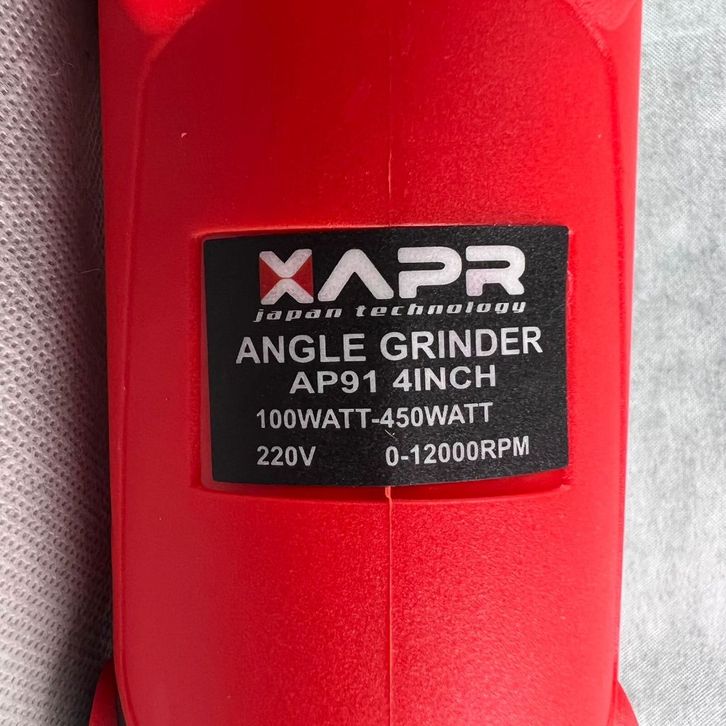 XAPR
japan technology
ANGLE GRINDER
AP91 4INCH
100WATT-450WATT
220V 0-12000RPM